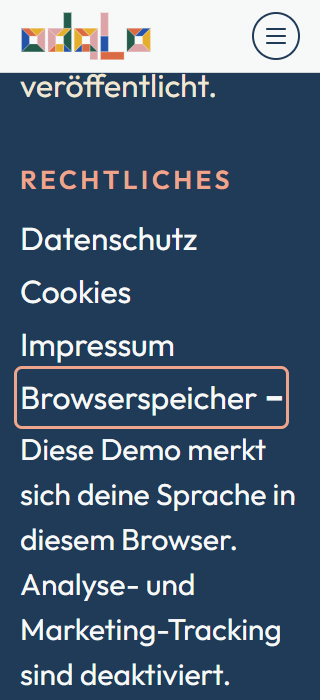 adalo
veröffentlicht.
RECHTLICHES
Datenschutz
Cookies
Impressum
Browserspeicher –
Diese Demo merkt
sich deine Sprache in
diesem Browser.
Analyse- und
Marketing-Tracking
sind deaktiviert.